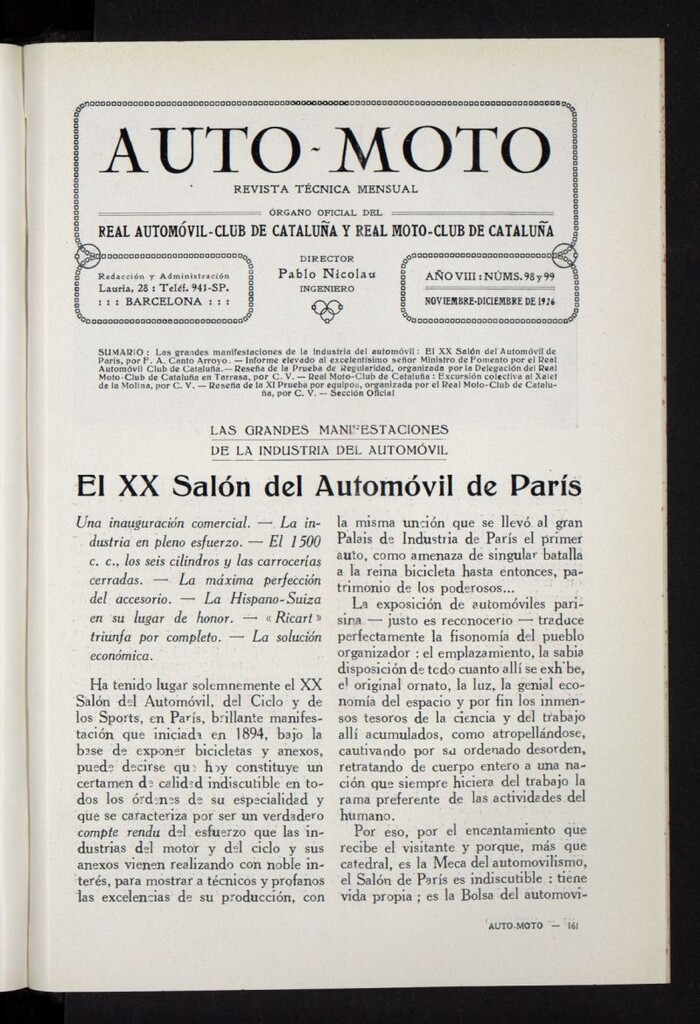 AUTO-MOTO
REVISTA TÉCNICA MENSUAL
ÓRGANO OFICIAL DEL
REAL AUTOMÓVIL-CLUB DE CATALUÑA Y REAL MOTO-CLUB DE CATALUÑA
Redacción y Administración
Lauria, 28 : Teléf. 941-SP.
: : : BARCELONA : : :
DIRECTOR
Pablo Nicolau
INGENIERO
AÑO VIII : NÚMS. 98 y 99
NOVIEMBRE-DICIEMBRE DE 1926
SUMARIO : Las grandes manifestaciones de la industria del automóvil : El XX Salón del Automóvil de
París, por F. A. Canto Arroyo. — Informe elevado al excelentísimo señor Ministro de Fomento por el Real
Automóvil Club de Cataluña. — Reseña de la Prueba de Regularidad, organizada por la Delegación del Real
Moto-Club de Cataluña en Tarrasa, por C. V. — Real Moto-Club de Cataluña : Excursión colectiva al Xalet
de la Molina, por C. V. — Reseña de la XI Prueba por equipos, organizada por el Real Moto-Club de Catalu-
ña, por C. V. — Sección Oficial
LAS GRANDES MANIFESTACIONES
DE LA INDUSTRIA DEL AUTOMÓVIL
El XX Salón del Automóvil de París
Una inauguración comercial. — La in-
dustria en pleno esfuerzo. — El 1500
c. c., los seis cilindros y las carrocerías
cerradas. — La máxima perfección
del accesorio. — La Hispano-Suiza
en su lugar de honor. — « Ricart »
triunfa por completo. — La solución
económica.
Ha tenido lugar solemnemente el XX
Salón del Automóvil, del Ciclo y de
los Sports, en París, brillante manifes-
tación que iniciada en 1894, bajo la
base de exponer bicicletas y anexos,
puede decirse que hoy constituye un
certamen de calidad indiscutible en to-
dos los órdenes de su especialidad y
que se caracteriza por ser un verdadero
compte rendu del esfuerzo que las in-
dustrias del motor y del ciclo y sus
anexos vienen realizando con noble in-
terés, para mostrar a técnicos y profanos
las excelencias de su producción, con
la misma unción que se llevó al gran
Palais de Industria de París el primer
auto, como amenaza de singular batalla
a la reina bicicleta hasta entonces, pa-
trimonio de los poderosos...
La exposición de automóviles pari-
sina — justo es reconocerlo — traduce
perfectamente la fisonomía del pueblo
organizador : el emplazamiento, la sabia
disposición de todo cuanto allí se exhibe,
el original ornato, la luz, la genial eco-
nomía del espacio y por fin los inmen-
sos tesoros de la ciencia y del trabajo
allí acumulados, como atropellándose,
cautivando por su ordenado desorden,
retratando de cuerpo entero a una na-
ción que siempre hiciera del trabajo la
rama preferente de las actividades del
humano.
Por eso, por el encantamiento que
recibe el visitante y porque, más que
catedral, es la Meca del automovilismo,
el Salón de París es indiscutible : tiene
vida propia ; es la Bolsa del automovi-
AUTO-MOTO — 161